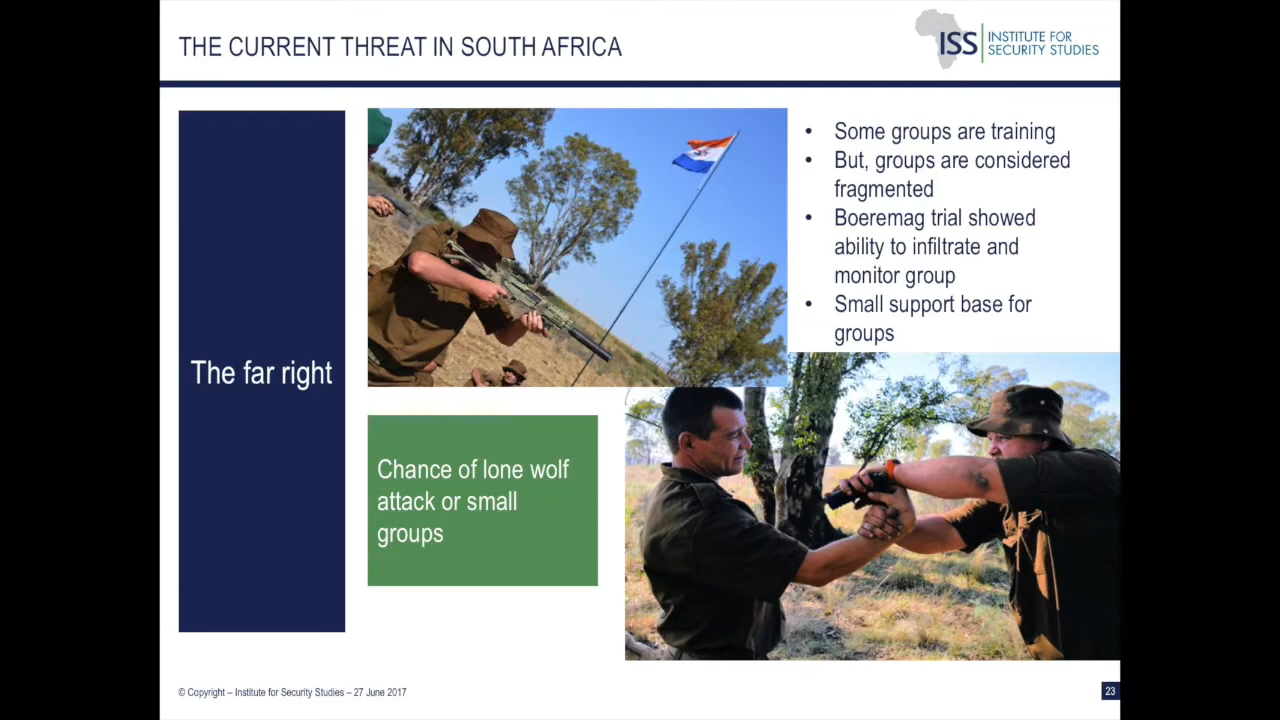 THE CURRENT THREAT IN SOUTH AFRICA
ISS
INSTITUTE FOR
SECURITY STUDIES
The far right
• Some groups are training
• But, groups are considered
fragmented
• Boeremag trial showed
ability to infiltrate and
monitor group
• Small support base for
groups
Chance of lone wolf
attack or small
groups
© Copyright – Institute for Security Studies – 27 June 2017
23